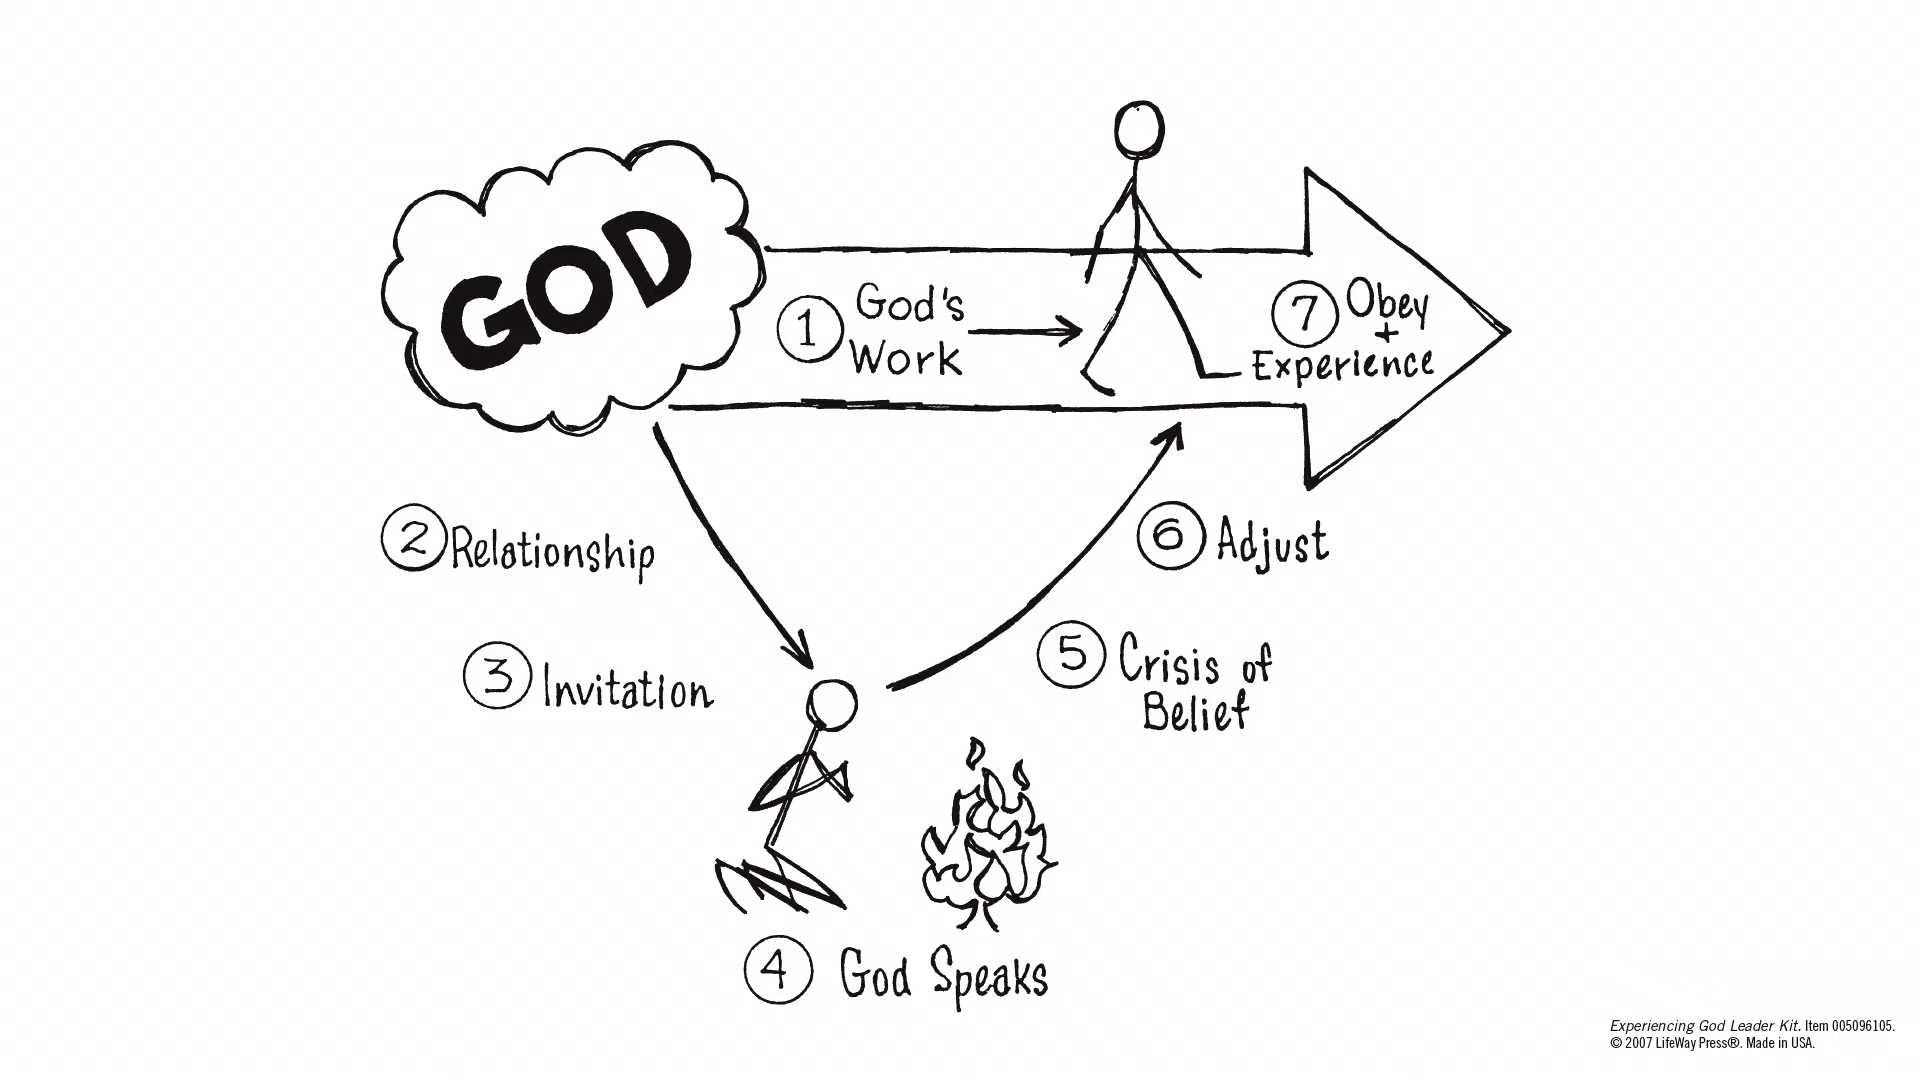 GOD
1 God's
Work
7 Obey
+
Experience
2 Relationship
6 Adjust
3 Invitation
5 Crisis of
Belief
4 God Speaks
Experiencing God Leader Kit. Item 005096105.
© 2007 LifeWay Press®. Made in USA.